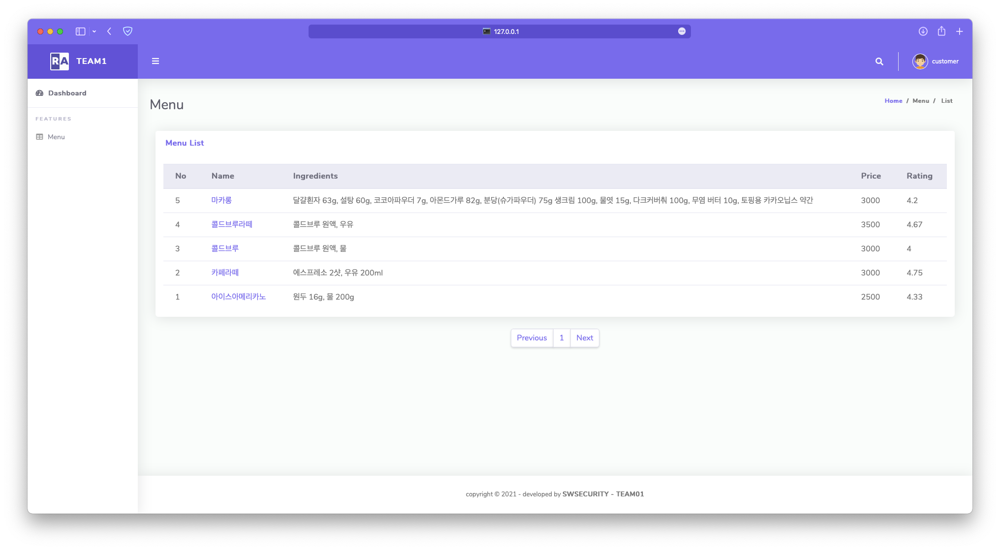 127.0.0.1
RA TEAM1
customer
Dashboard
FEATURES
Menu
Menu
Home / Menu / List
Menu List
No Name Ingredients Price Rating
5 마카롱 달걀흰자 63g, 설탕 60g, 코코아파우더 7g, 아몬드가루 82g, 분당(슈가파우더) 75g 생크림 100g, 물엿 15g, 다크커버춰 100g, 무염 버터 10g, 토핑용 카카오닙스 약간 3000 4.2
4 콜드브루라떼 콜드브루 원액, 우유 3500 4.67
3 콜드브루 콜드브루 원액, 물 3000 4
2 카페라떼 에스프레소 2샷, 우유 200ml 3000 4.75
1 아이스아메리카노 원두 16g, 물 200g 2500 4.33
Previous 1 Next
copyright © 2021 - developed by SWSECURITY - TEAM01